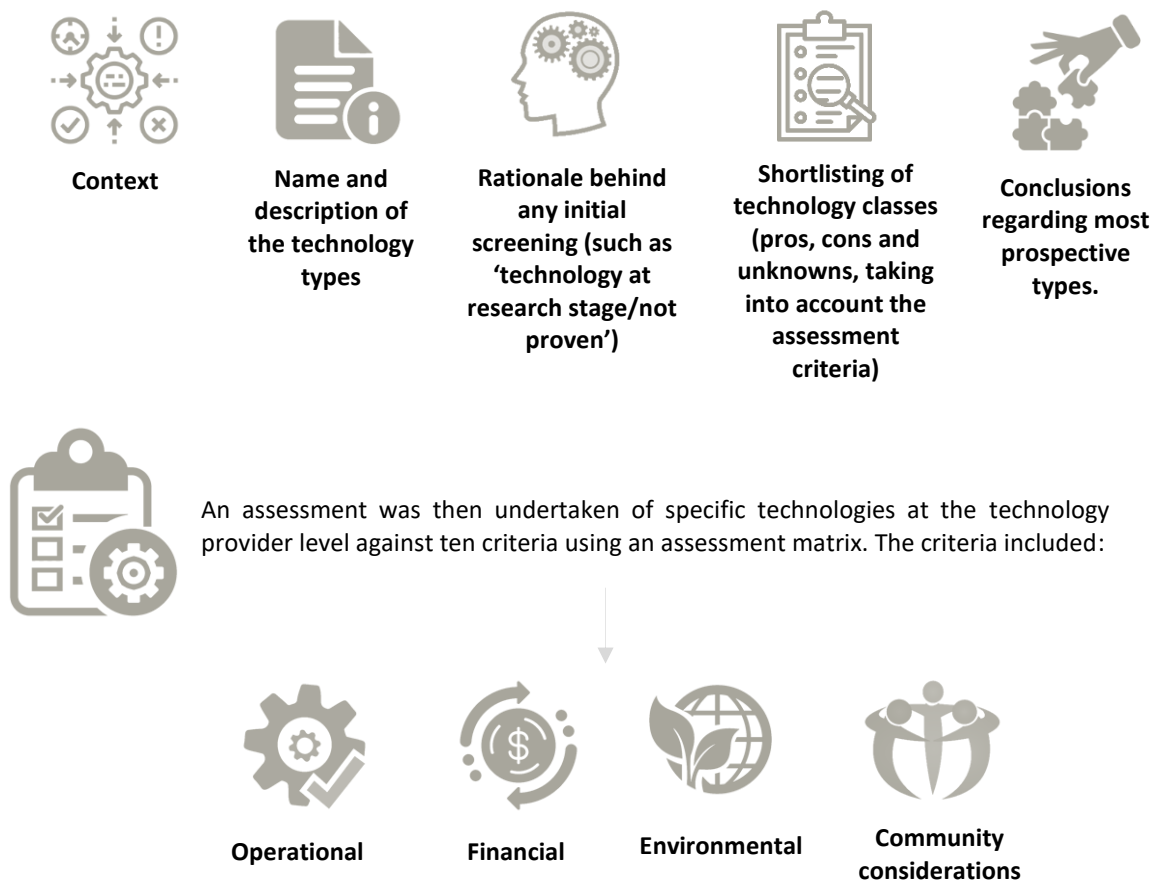 Context
Name and
description of
the technology
types
Rationale behind
any initial
screening (such as
‘technology at
research stage/not
proven’)
Shortlisting of
technology classes
(pros, cons and
unknowns, taking
into account the
assessment
criteria)
Conclusions
regarding most
prospective
types.
An assessment was then undertaken of specific technologies at the technology
provider level against ten criteria using an assessment matrix. The criteria included:
$
Operational
Financial
Environmental
Community
considerations